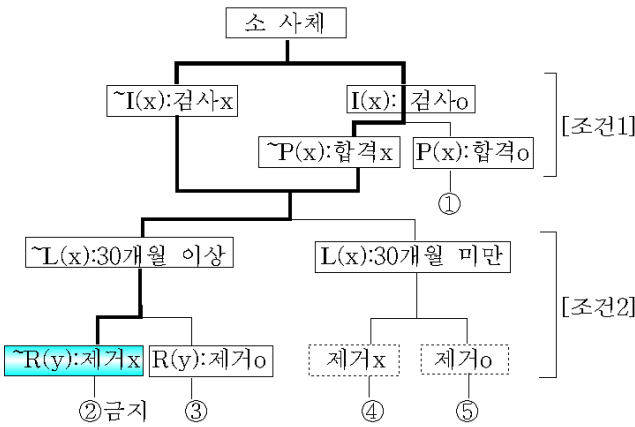 소 사체
~I(x):검사x
I(x): 검사o
[조건1]
~P(x):합격x
P(x):합격o
①
~L(x):30개월 이상
L(x):30개월 미만
[조건2]
~R(y):제거x
R(y):제거o
제거x
제거o
②금지
③
④
⑤